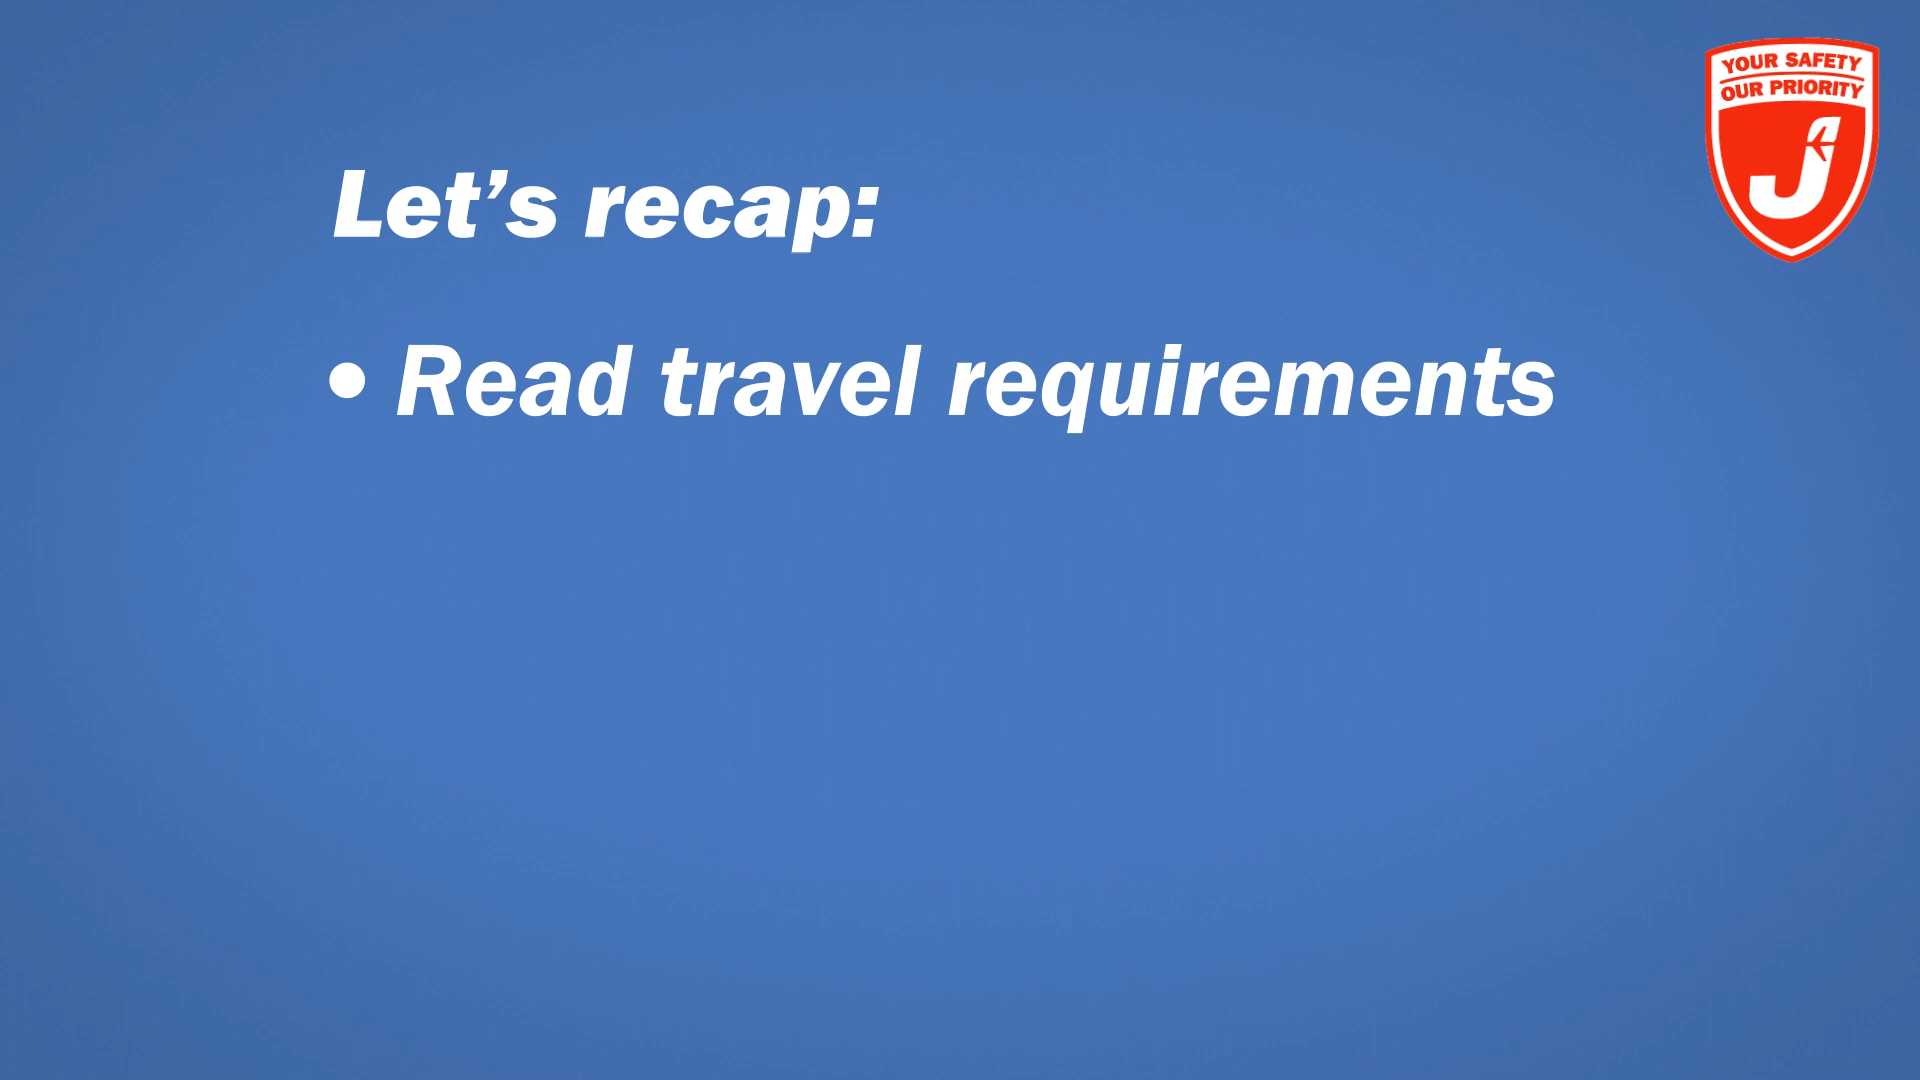 YOUR SAFETY
OUR PRIORITY
J
Let’s recap:
• Read travel requirements